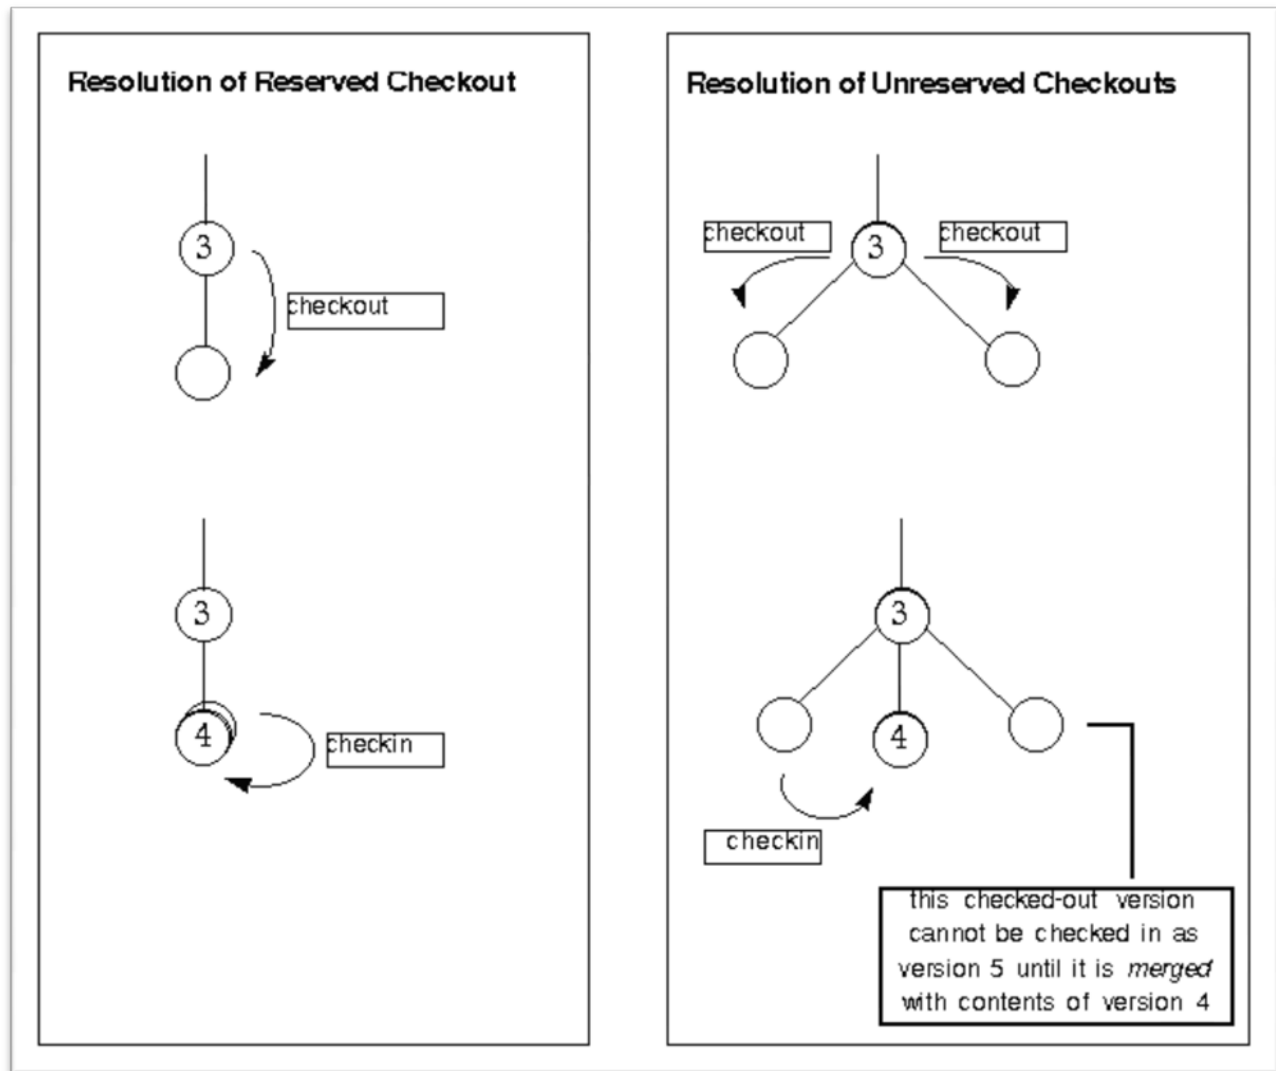 Resolution of Reserved Checkout
3
checkout
3
4
checkin
Resolution of Unreserved Checkouts
checkout
3
checkout
3
4
checkin
this checked-out version
cannot be checked in as
version 5 until it is merged
with contents of version 4